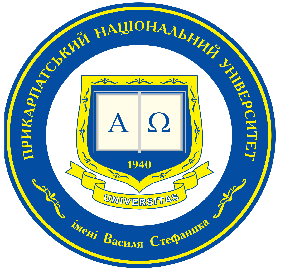 ПРИКАРПАТСЬКИЙ НАЦІОНАЛЬНИЙ УНІВЕРСИТЕТ
Α Ω
1940
UNIVERSITAS
імені Василя Стефаника